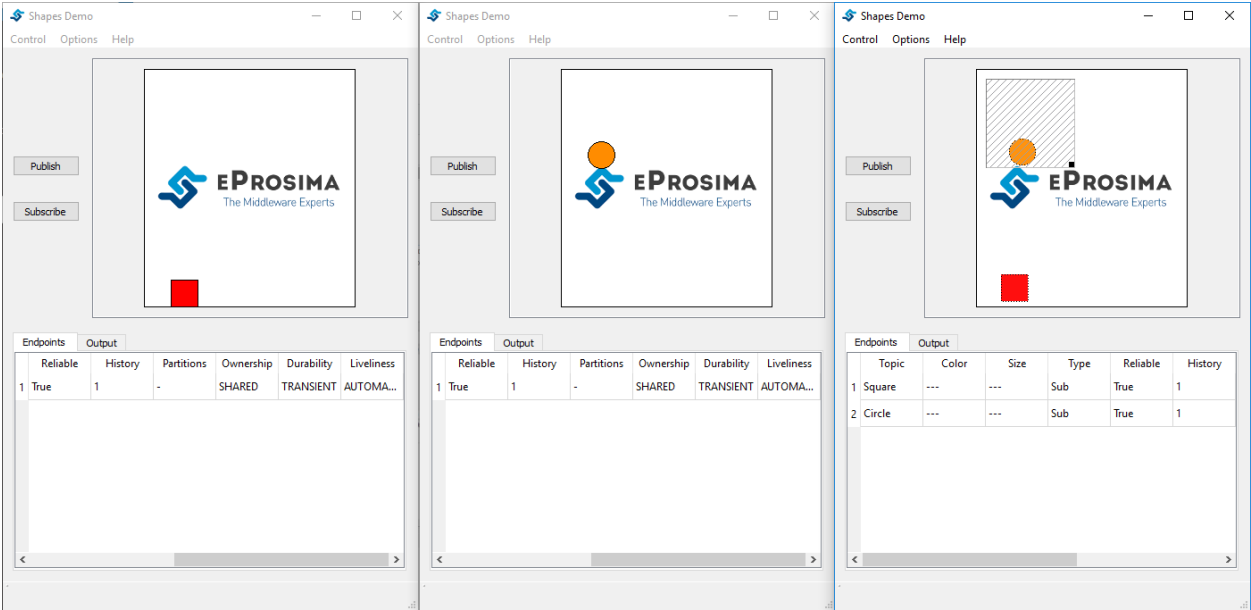 Shapes Demo
Control Options Help
Publish
Subscribe
EPROSIMA
The Middleware Experts
Endpoints Output
Reliable History Partitions Ownership Durability Liveliness
1 True 1 - SHARED TRANSIENT AUTOMA...
Shapes Demo
Control Options Help
Publish
Subscribe
EPROSIMA
The Middleware Experts
Endpoints Output
Reliable History Partitions Ownership Durability Liveliness
1 True 1 - SHARED TRANSIENT AUTOMA...
Shapes Demo
Control Options Help
Publish
Subscribe
EPROSIMA
The Middleware Experts
Endpoints Output
Topic Color Size Type Reliable History
1 Square --- --- Sub True 1
2 Circle --- --- Sub True 1